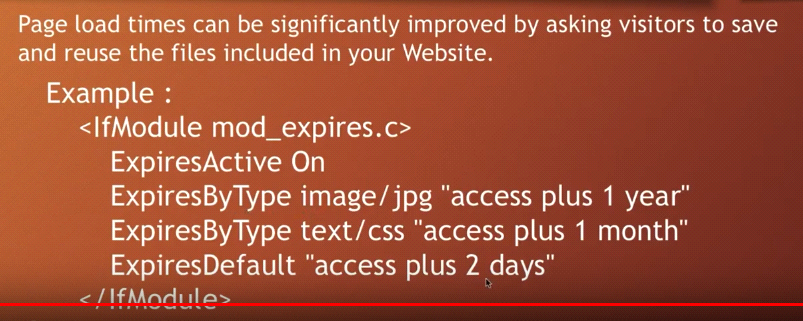 Page load times can be significantly improved by asking visitors to save
and reuse the files included in your Website.
Example :
<IfModule mod_expires.c>
ExpiresActive On
ExpiresByType image/jpg "access plus 1 year"
ExpiresByType text/css "access plus 1 month"
ExpiresDefault "access plus 2 days"
</IfModule>